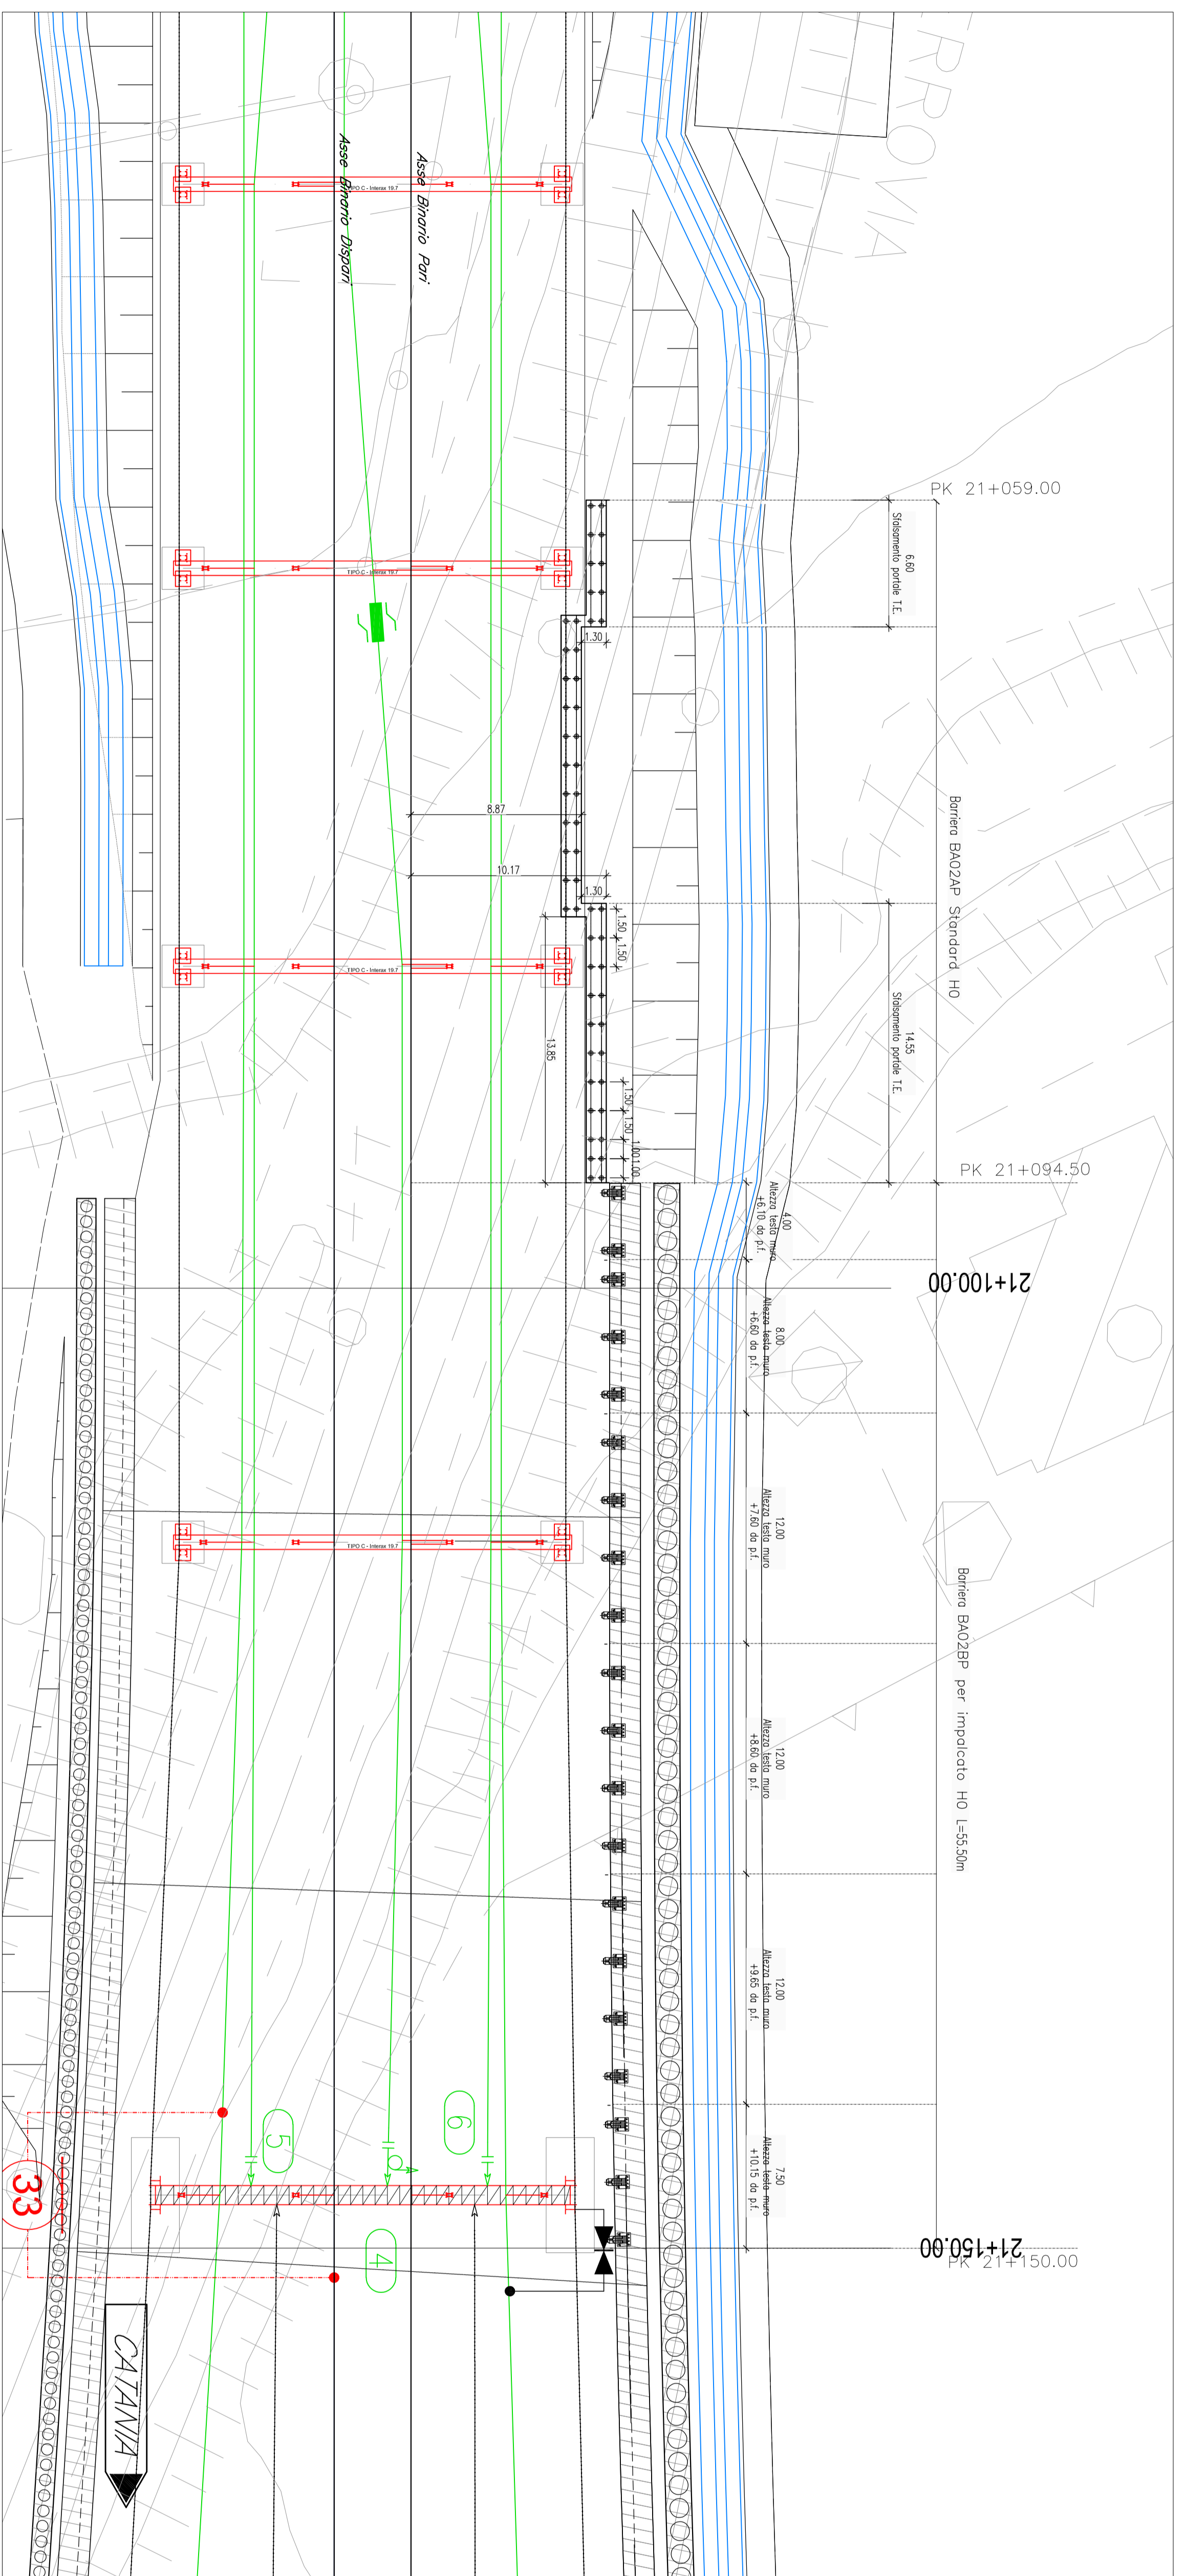 ARROVI
Asse Binario Dispari
Asse Binario Pari
TIPO C - Interax 19.7
PK 21+059.00
6.60
Sfalsamento portale T.E.
TIPO C - Interax 19.7
1.30
Barriera BA02AP Standard H0
8.87
10.17
1.30
1.50
1.50
TIPO C - Interax 19.7
13.85
14.55
Sfalsamento portale T.E.
1.50
1.50
1.00
1.00
PK 21+094.50
4.00
Altezza testa muro
+6.10 da p.f.
21+100.00
8.00
Altezza testa muro
+6.60 da p.f.
12.00
Altezza testa muro
+7.60 da p.f.
TIPO C - Interax 19.7
Barriera BA02BP per impalcato H0 L=55.50m
12.00
Altezza testa muro
+8.60 da p.f.
12.00
Altezza testa muro
+9.65 da p.f.
7.50
Altezza testa muro
+10.15 da p.f.
6
5
4
33
21+150.00
PK 21+150.00
CATANIA